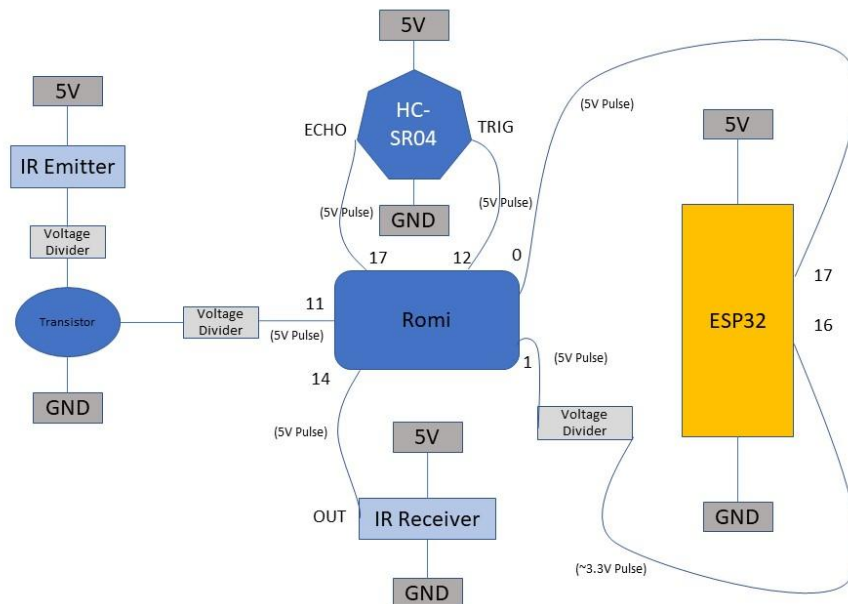 5V
5V
HC-
SR04
ECHO
TRIG
(5V Pulse)
5V
IR Emitter
5V
(5V Pulse)
(5V Pulse)
GND
Voltage
Divider
17
12
0
17
11
Romi
ESP32
16
Transistor
Voltage
Divider
(5V Pulse)
(5V Pulse)
14
1
GND
Voltage
Divider
(5V Pulse)
5V
OUT
IR Receiver
GND
(~3.3V Pulse)
GND